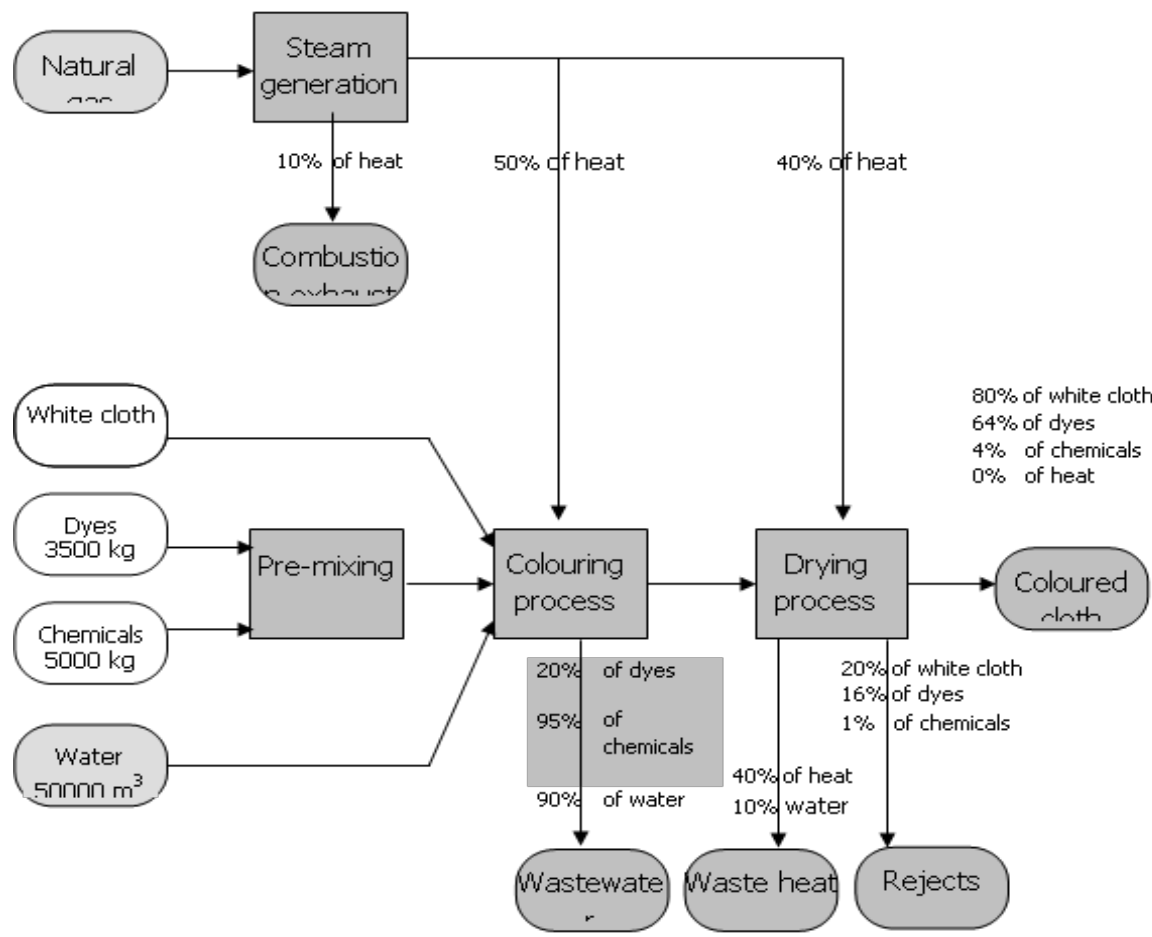 Natural
Steam
generation
10% of heat
50% of heat
40% of heat
Combustio
n exhaust
White cloth
80% of white cloth
64% of dyes
4% of chemicals
0% of heat
Dyes
3500 kg
Pre-mixing
Colouring
process
Drying
process
Coloured
cloth
Chemicals
5000 kg
20% of dyes
95% of
chemicals
90% of water
20% of white cloth
16% of dyes
1% of chemicals
Water
50000 m³
40% of heat
10% water
Wastewate
r
Waste heat
Rejects